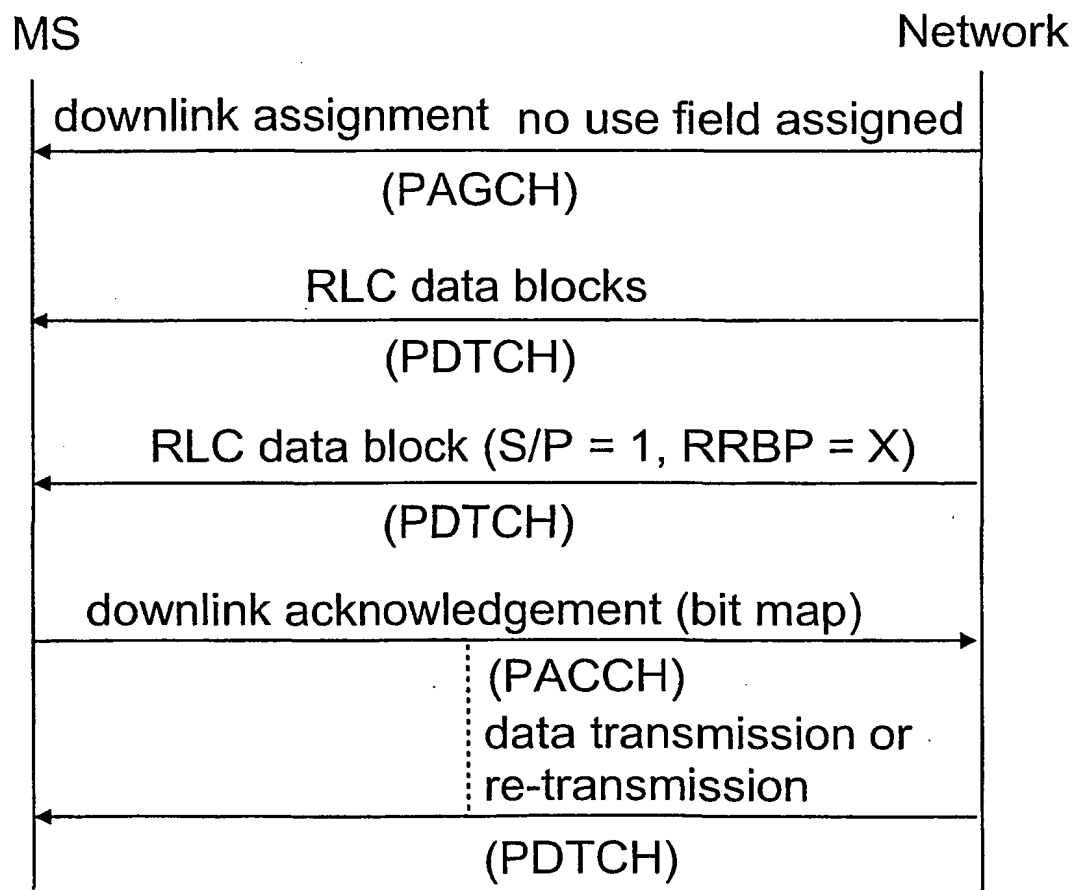 MS
Network
downlink assignment no use field assigned
(PAGCH)
RLC data blocks
(PDTCH)
RLC data block (S/P = 1, RRBP = X)
(PDTCH)
downlink acknowledgement (bit map)
(PACCH)
data transmission or
re-transmission
(PDTCH)